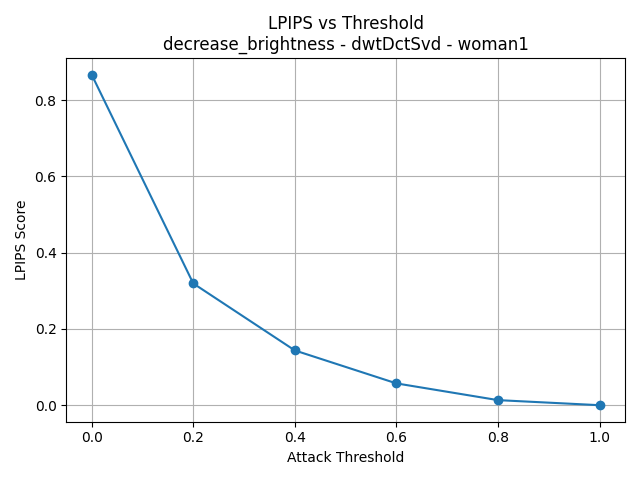 LPIPS vs Threshold
decrease_brightness - dwtDctSvd - woman1
LPIPS Score
0.8
0.6
0.4
0.2
0.0
0.0 0.2 0.4 0.6 0.8 1.0
Attack Threshold